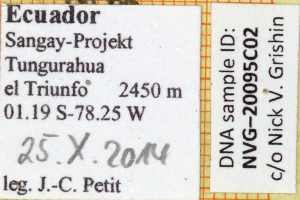 Ecuador
Sangay-Projekt
Tungurahua
el Triunfo 2450 m
01.19 S-78.25 W
25.X.2014
leg. J.-C. Petit
DNA sample ID:
NVG-20095C02
c/o Nick V. Grishin